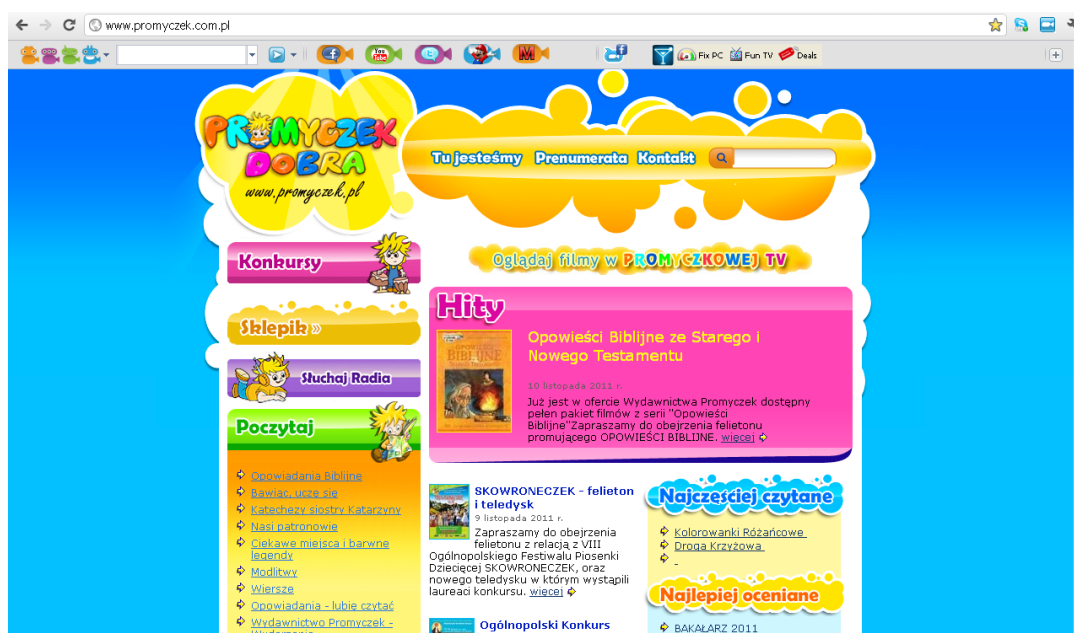 www.promyczek.com.pl
Fix PC Fun TV Deals
PROMYCZEK
DOBRA
www.promyczek.pl
Tu jesteśmy Prenumerata Kontakt
Konkursy
Oglądaj filmy w PROMYCZKOWEJ TV
Sklepik »
Słuchaj Radia
Poczytaj
Opowiadania Biblijne
Bawiąc, uczę się
Katechezy siostry Katarzyny
Nasi patronowie
Ciekawe miejsca i barwne
legendy
Modlitwy
Wiersze
Opowiadania - lubię czytać
Wydawnictwo Promyczek -
Wydarzenia
Hity
OPOWIEŚCI
BIBLIJNE
Opowieści Biblijne ze Starego i
Nowego Testamentu
10 listopada 2011 r.
Już jest w ofercie Wydawnictwa Promyczek dostępny
pełen pakiet filmów z serii "Opowieści
Biblijne"Zapraszamy do obejrzenia felietonu
promującego OPOWIEŚCI BIBLIJNE. więcej
SKOWRONECZEK - felieton
i teledysk
9 listopada 2011 r.
Zapraszamy do obejrzenia
felietonu z relacją z VIII
Ogólnopolskiego Festiwalu Piosenki
Dziecięcej SKOWRONECZEK, oraz
nowego teledysku w którym wystąpili
laureaci konkursu. więcej
Ogólnopolski Konkurs
Najczęściej czytane
Kolorowanki Różańcowe
Droga Krzyżowa
Najlepiej oceniane
BAKAŁARZ 2011